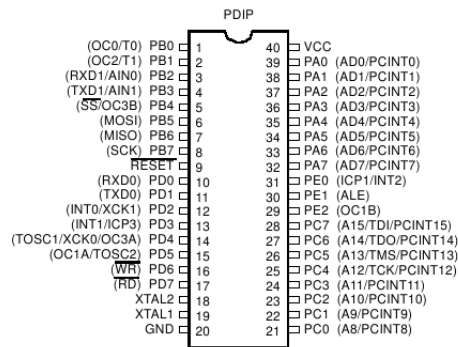 PDIP
(OC0/T0) PB0 1 40 VCC
(OC2/T1) PB1 2 39 PA0 (AD0/PCINT0)
(RXD1/AIN0) PB2 3 38 PA1 (AD1/PCINT1)
(TXD1/AIN1) PB3 4 37 PA2 (AD2/PCINT2)
(SS/OC3B) PB4 5 36 PA3 (AD3/PCINT3)
(MOSI) PB5 6 35 PA4 (AD4/PCINT4)
(MISO) PB6 7 34 PA5 (AD5/PCINT5)
(SCK) PB7 8 33 PA6 (AD6/PCINT6)
RESET 9 32 PA7 (AD7/PCINT7)
(RXD0) PD0 10 31 PE0 (ICP1/INT2)
(TXD0) PD1 11 30 PE1 (ALE)
(INT0/XCK1) PD2 12 29 PE2 (OC1B)
(INT1/ICP3) PD3 13 28 PC7 (A15/TDI/PCINT15)
(TOSC1/XCK0/OC3A) PD4 14 27 PC6 (A14/TDO/PCINT14)
(OC1A/TOSC2) PD5 15 26 PC5 (A13/TMS/PCINT13)
(WR) PD6 16 25 PC4 (A12/TCK/PCINT12)
(RD) PD7 17 24 PC3 (A11/PCINT11)
XTAL2 18 23 PC2 (A10/PCINT10)
XTAL1 19 22 PC1 (A9/PCINT9)
GND 20 21 PC0 (A8/PCINT8)